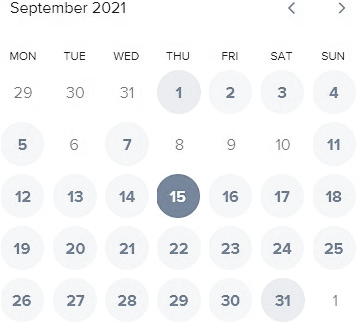 September 2021
MON TUE WED THU FRI SAT SUN
29 30 31 1 2 3 4
5 6 7 8 9 10 11
12 13 14 15 16 17 18
19 20 21 22 23 24 25
26 27 28 29 30 31 1